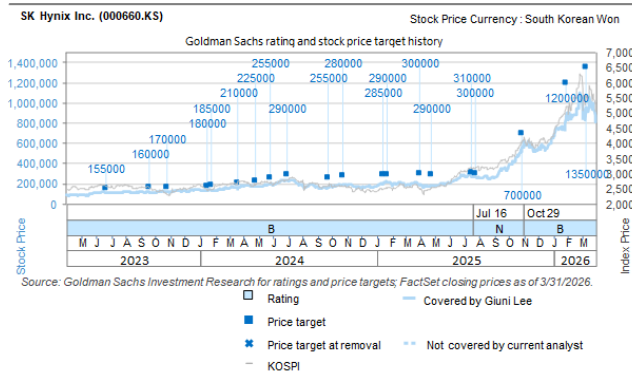 SK Hynix Inc. (000660.KS)
Stock Price Currency : South Korean Won
Goldman Sachs rating and stock price target history
1,400,000
1,200,000
1,000,000
800,000
600,000
400,000
200,000
0
Stock Price
7,000
6,500
6,000
5,500
5,000
4,500
4,000
3,500
3,000
2,500
2,000
Index Price
255000 280000 300000
225000 255000 290000 310000
210000 285000 300000
185000 290000 290000 1200000
180000
170000
160000
155000 1350000
700000
Jul 16 Oct 29
B N B
M J J A S O N D J F M A M J J A S O N D J F M A M J J A S O N D J F M
2023 2024 2025 2026
Source: Goldman Sachs Investment Research for ratings and price targets; FactSet closing prices as of 3/31/2026.
Rating Covered by Giuni Lee
Price target
Price target at removal Not covered by current analyst
KOSPI